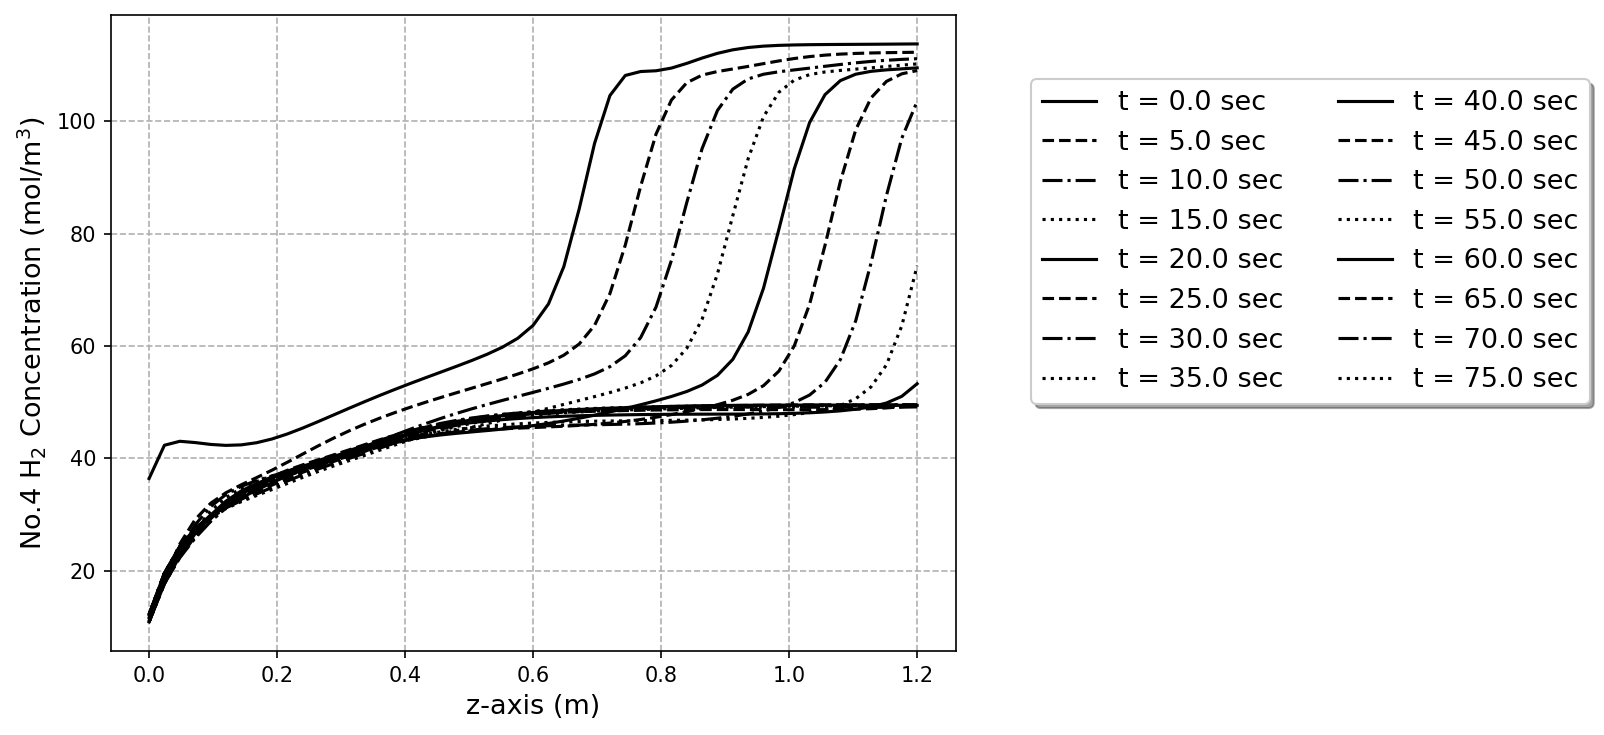 No.4 H₂ Concentration (mol/m³)
100
80
60
40
20
0.0 0.2 0.4 0.6 0.8 1.0 1.2
z-axis (m)
t = 0.0 sec
t = 5.0 sec
t = 10.0 sec
t = 15.0 sec
t = 20.0 sec
t = 25.0 sec
t = 30.0 sec
t = 35.0 sec
t = 40.0 sec
t = 45.0 sec
t = 50.0 sec
t = 55.0 sec
t = 60.0 sec
t = 65.0 sec
t = 70.0 sec
t = 75.0 sec